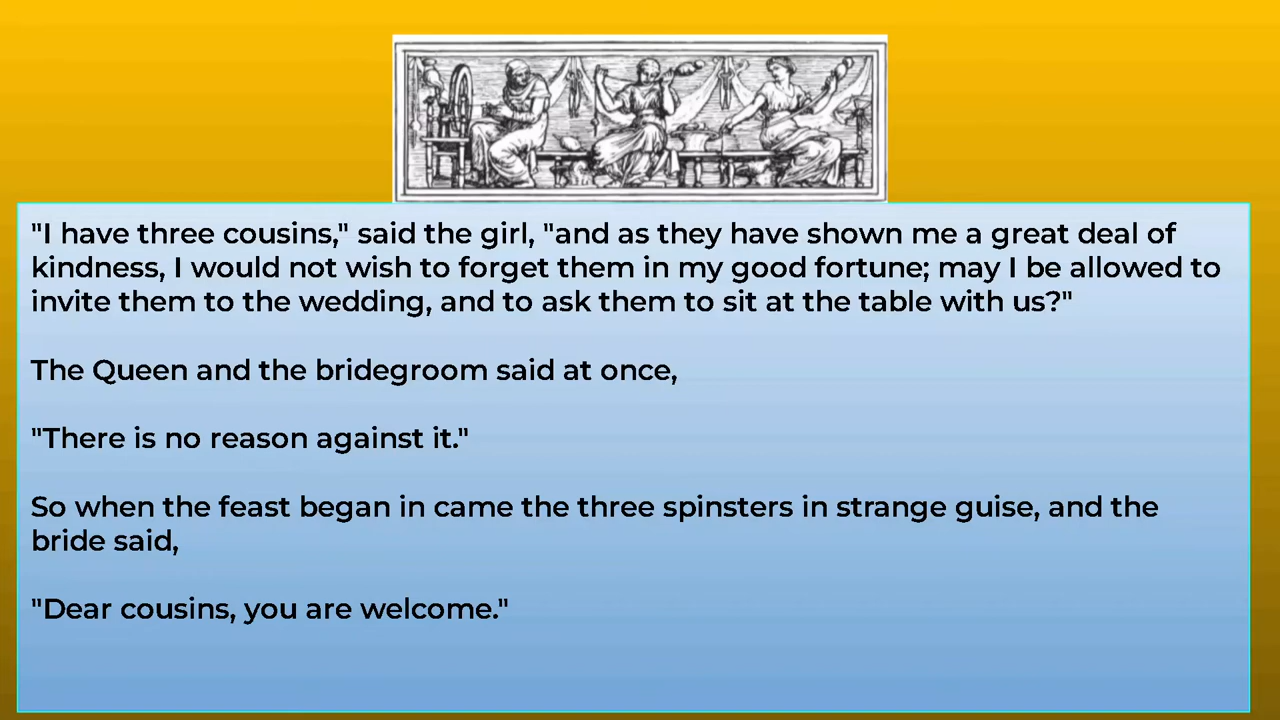 "I have three cousins," said the girl, "and as they have shown me a great deal of
kindness, I would not wish to forget them in my good fortune; may I be allowed to
invite them to the wedding, and to ask them to sit at the table with us?"
The Queen and the bridegroom said at once,
"There is no reason against it."
So when the feast began in came the three spinsters in strange guise, and the
bride said,
"Dear cousins, you are welcome."